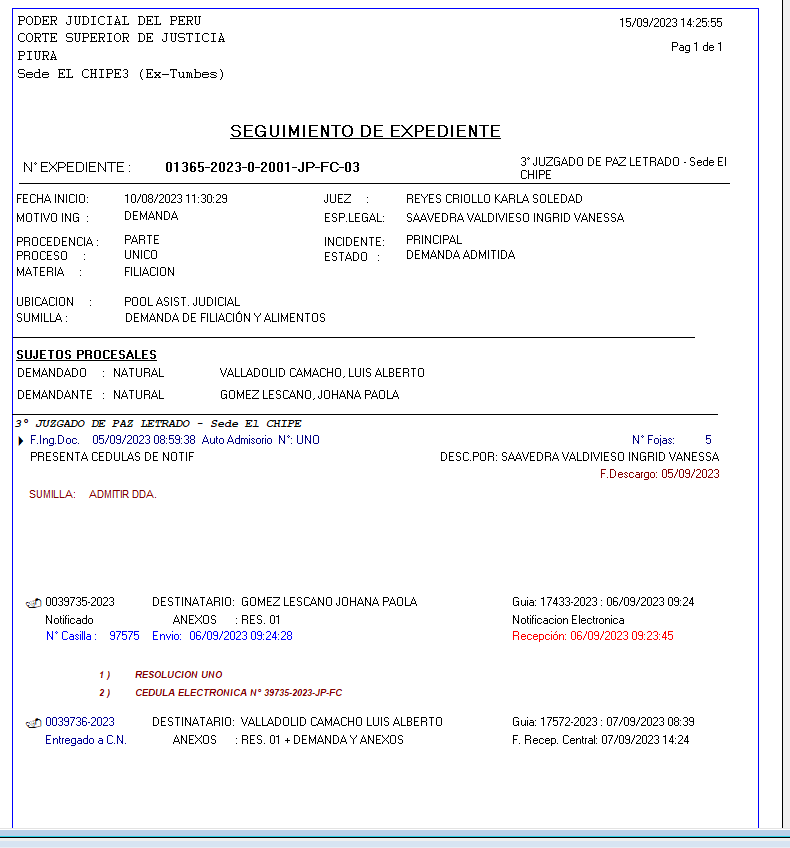 PODER JUDICIAL DEL PERU
15/09/2023 14:25:55
CORTE SUPERIOR DE JUSTICIA
Pag 1 de 1
PIURA
Sede EL CHIPE3 (Ex-Tumbes)
SEGUIMIENTO DE EXPEDIENTE
N° EXPEDIENTE : 01365-2023-0-2001-JP-FC-03 3° JUZGADO DE PAZ LETRADO - Sede El
CHIPE
FECHA INICIO: 10/08/2023 11:30:29 JUEZ : REYES CRIOLLO KARLA SOLEDAD
MOTIVO ING : DEMANDA ESP.LEGAL: SAAVEDRA VALDIVIESO INGRID VANESSA
PROCEDENCIA : PARTE INCIDENTE: PRINCIPAL
PROCESO : UNICO ESTADO : DEMANDA ADMITIDA
MATERIA : FILIACION
UBICACION : POOL ASIST. JUDICIAL
SUMILLA : DEMANDA DE FILIACIÓN Y ALIMENTOS
SUJETOS PROCESALES
DEMANDADO : NATURAL VALLADOLID CAMACHO, LUIS ALBERTO
DEMANDANTE : NATURAL GOMEZ LESCANO, JOHANA PAOLA
3º JUZGADO DE PAZ LETRADO - Sede El CHIPE
F.Ing.Doc. 05/09/2023 08:59:38 Auto Admisorio N°: UNO N° Fojas: 5
PRESENTA CEDULAS DE NOTIF DESC.POR: SAAVEDRA VALDIVIESO INGRID VANESSA
F.Descargo: 05/09/2023
SUMILLA: ADMITIR DDA.
0039735-2023 DESTINATARIO: GOMEZ LESCANO JOHANA PAOLA Guia: 17433-2023 : 06/09/2023 09:24
Notificado ANEXOS : RES. 01 Notificacion Electronica
N° Casilla : 97575 Envio: 06/09/2023 09:24:28 Recepción: 06/09/2023 09:23:45
1 ) RESOLUCION UNO
2 ) CEDULA ELECTRONICA N° 39735-2023-JP-FC
0039736-2023 DESTINATARIO: VALLADOLID CAMACHO LUIS ALBERTO Guia: 17572-2023 : 07/09/2023 08:39
Entregado a C.N. ANEXOS : RES. 01 + DEMANDA Y ANEXOS F. Recep. Central: 07/09/2023 14:24